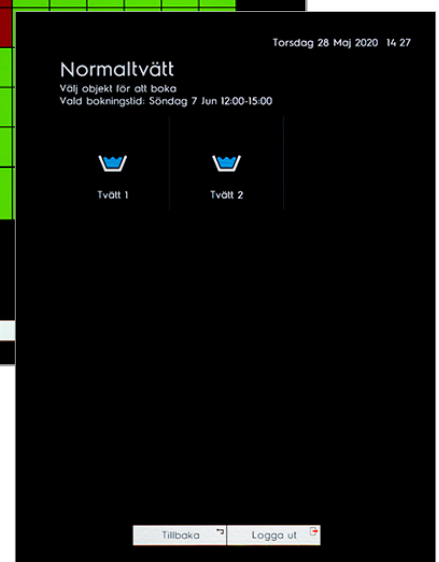 Torsdag 28 Maj 2020 14 27
Normaltvätt
Välj objekt för att boka
Vald bokningstid: Söndag 7 Jun 12:00-15:00
Tvätt 1
Tvätt 2
Tillbaka
Logga ut